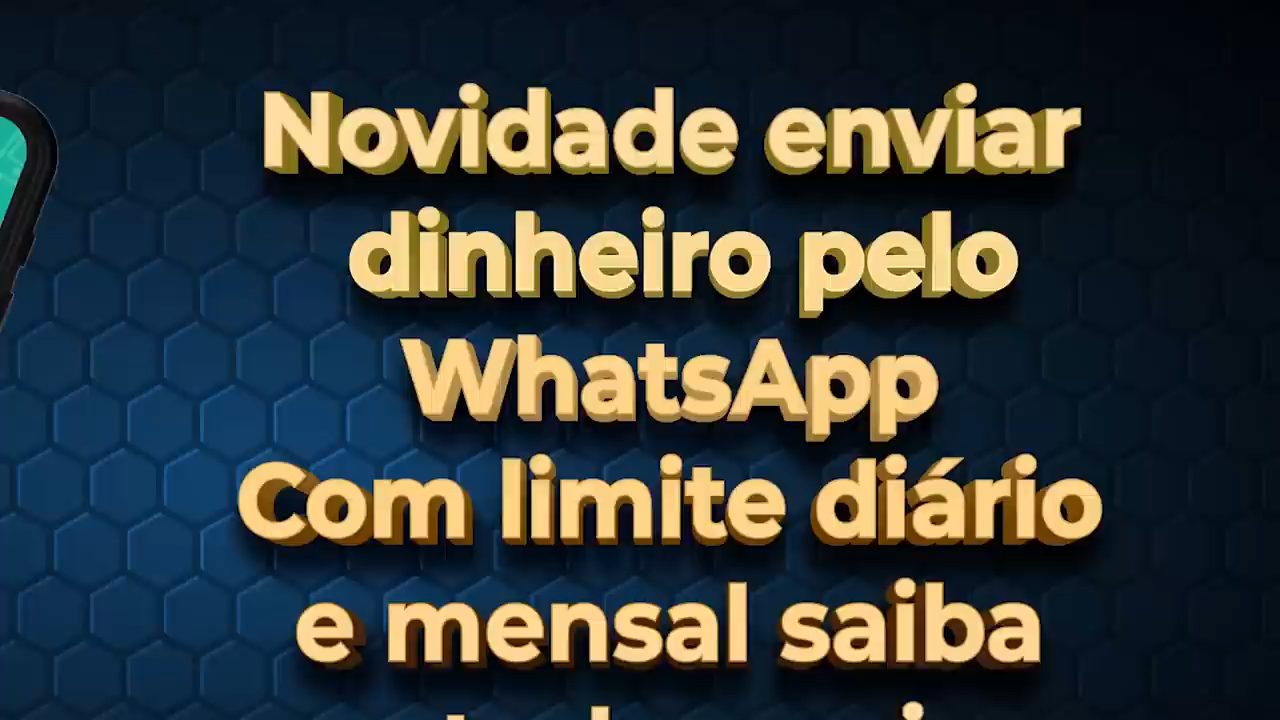 Novidade enviar
dinheiro pelo
WhatsApp
Com limite diário
e mensal saiba